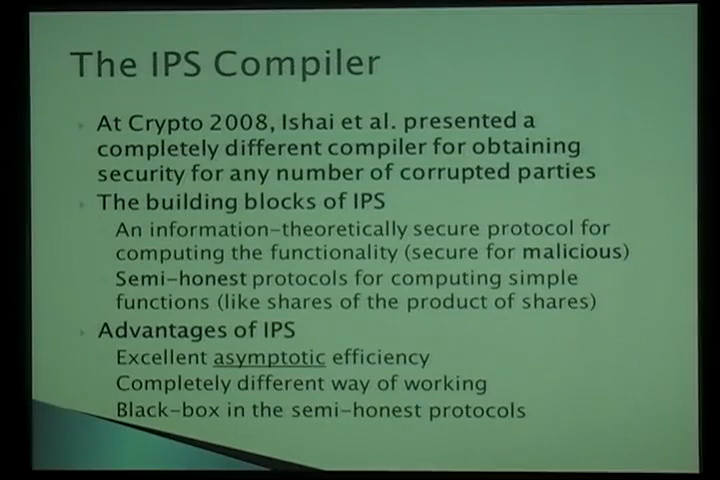 The IPS Compiler
At Crypto 2008, Ishai et al. presented a
completely different compiler for obtaining
security for any number of corrupted parties
The building blocks of IPS
An information-theoretically secure protocol for
computing the functionality (secure for malicious)
Semi-honest protocols for computing simple
functions (like shares of the product of shares)
Advantages of IPS
Excellent asymptotic efficiency
Completely different way of working
Black-box in the semi-honest protocols